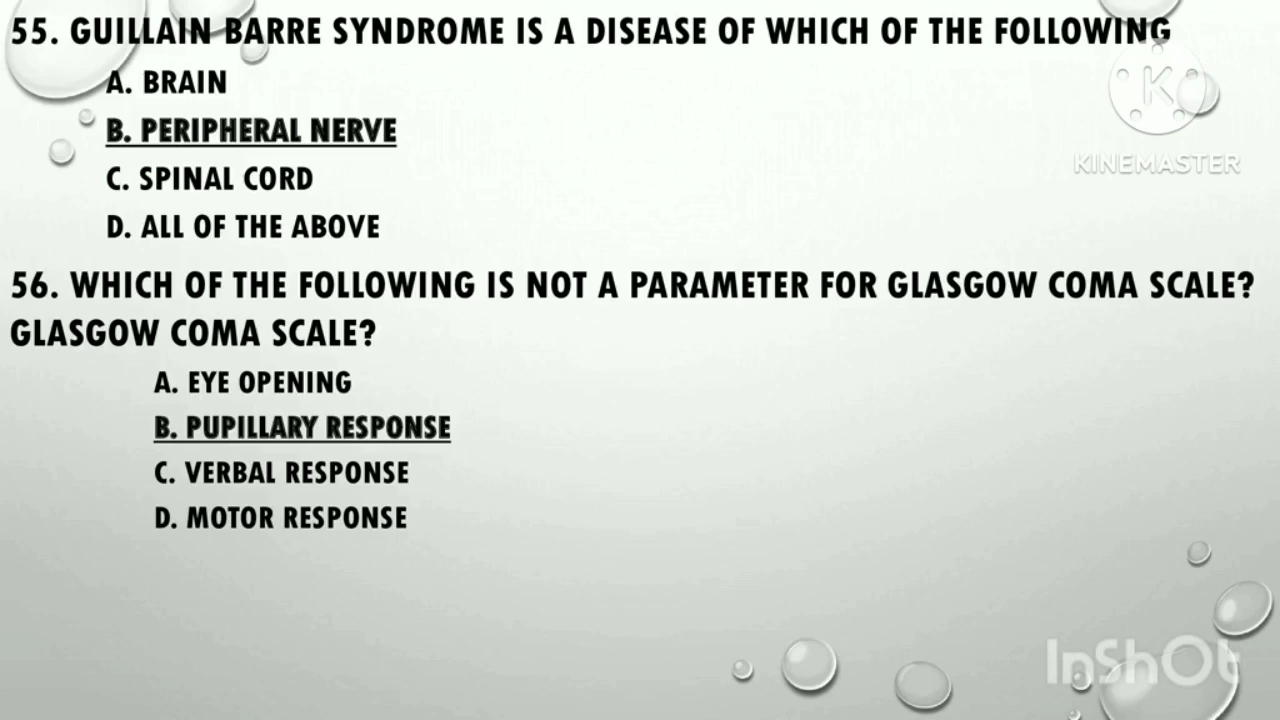 55. GUILLAIN BARRE SYNDROME IS A DISEASE OF WHICH OF THE FOLLOWING
A. BRAIN
B. PERIPHERAL NERVE
C. SPINAL CORD
D. ALL OF THE ABOVE
K
KINEMASTER
56. WHICH OF THE FOLLOWING IS NOT A PARAMETER FOR GLASGOW COMA SCALE?
GLASGOW COMA SCALE?
A. EYE OPENING
B. PUPILLARY RESPONSE
C. VERBAL RESPONSE
D. MOTOR RESPONSE
InShOt